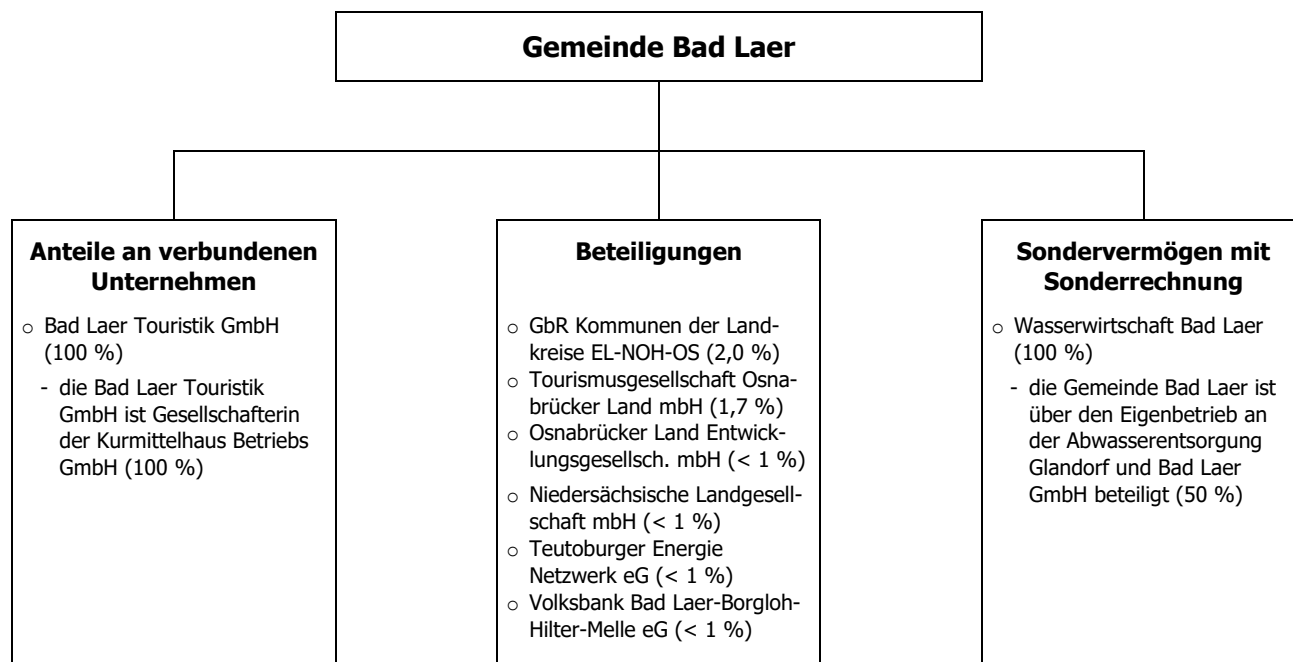 Gemeinde Bad Laer
Anteile an verbundenen
Unternehmen
○ Bad Laer Touristik GmbH
(100 %)
- die Bad Laer Touristik
GmbH ist Gesellschafterin
der Kurmittelhaus Betriebs
GmbH (100 %)
Beteiligungen
○ GbR Kommunen der Land-
kreise EL-NOH-OS (2,0 %)
○ Tourismusgesellschaft Osna-
brücker Land mbH (1,7 %)
○ Osnabrücker Land Entwick-
lungsgesellsch. mbH (< 1 %)
○ Niedersächsische Landgesell-
schaft mbH (< 1 %)
○ Teutoburger Energie
Netzwerk eG (< 1 %)
○ Volksbank Bad Laer-Borgloh-
Hilter-Melle eG (< 1 %)
Sondervermögen mit
Sonderrechnung
○ Wasserwirtschaft Bad Laer
(100 %)
- die Gemeinde Bad Laer ist
über den Eigenbetrieb an
der Abwasserentsorgung
Glandorf und Bad Laer
GmbH beteiligt (50 %)